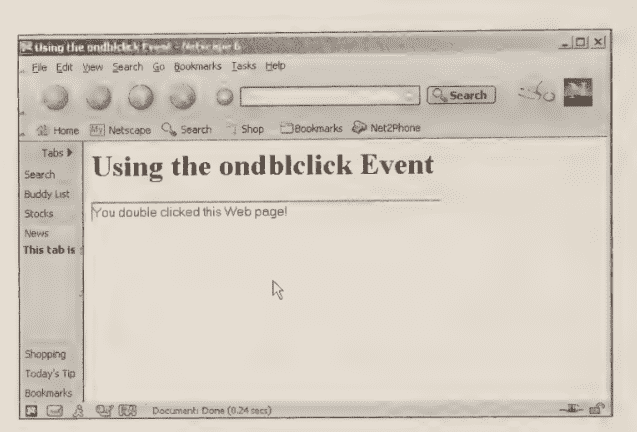 Using the ondblclick Event - Netscape 6
File Edit View Search Go Bookmarks Tasks Help
Search
Home My Netscape Search Shop Bookmarks Net2Phone
Tabs
Using the ondblclick Event
Search
Buddy List
You double clicked this Web page!
Stocks
News
This tab is
Shopping
Today's Tip
Bookmarks
Document: Done (0.24 secs)